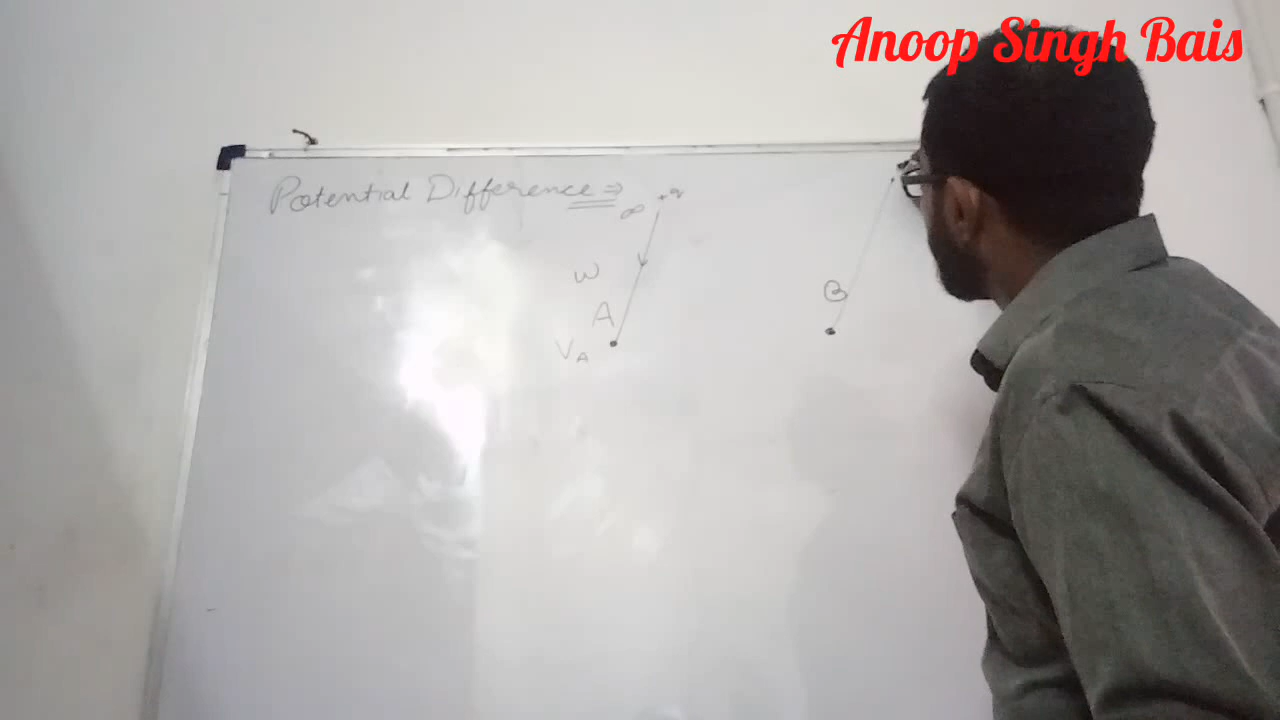 Anoop Singh Bais
Potential Difference ⇒
∞ +q
W
A
V_A
B